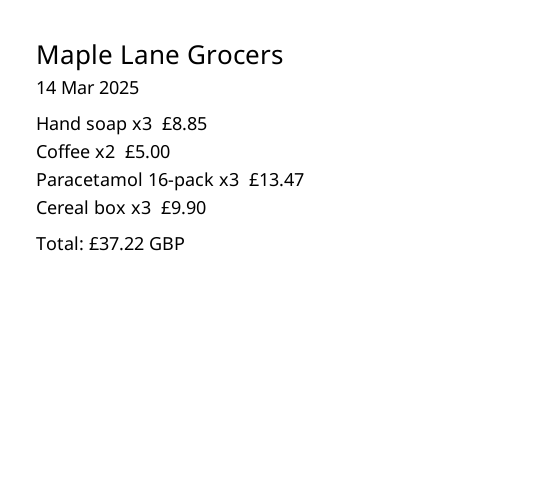 Maple Lane Grocers
14 Mar 2025
Hand soap x3  £8.85
Coffee x2  £5.00
Paracetamol 16-pack x3  £13.47
Cereal box x3  £9.90
Total: £37.22 GBP